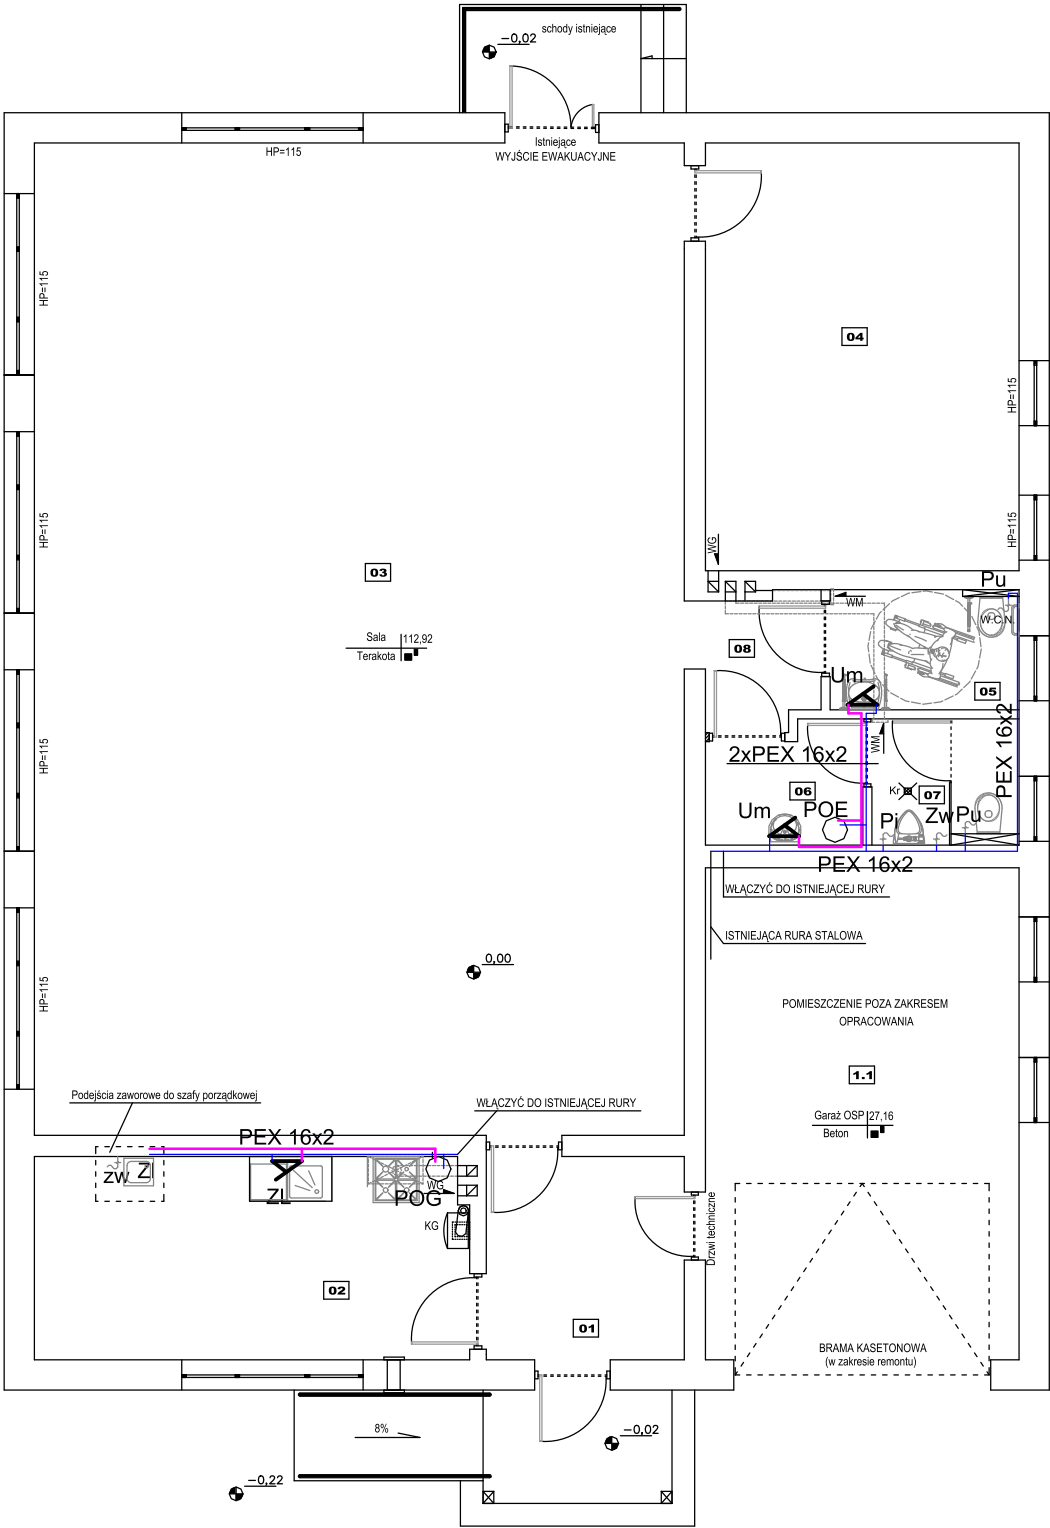 schody istniejące
-0,02
Istniejące
WYJŚCIE EWAKUACYJNE
HP=115
HP=115
04
HP=115
HP=115
HP=115
WG
03
Sala 112,92
Terakota
Pu
WM
W.C.N.
08
Um
05
HP=115
WM
2xPEX 16x2
PEX 16x2
06
Kr
07
Um
POE
Pi
Zw
Pu
PEX 16x2
WŁĄCZYĆ DO ISTNIEJĄCEJ RURY
ISTNIEJĄCA RURA STALOWA
0,00
HP=115
POMIESZCZENIE POZA ZAKRESEM
OPRACOWANIA
1.1
Podejścia zaworowe do szafy porządkowej
WŁĄCZYĆ DO ISTNIEJĄCEJ RURY
Garaż OSP 27,16
Beton
PEX 16x2
zw
Zl
ZL
POG
WG
KG
Drzwi techniczne
02
01
BRAMA KASETONOWA
(w zakresie remontu)
8%
-0,02
-0,22